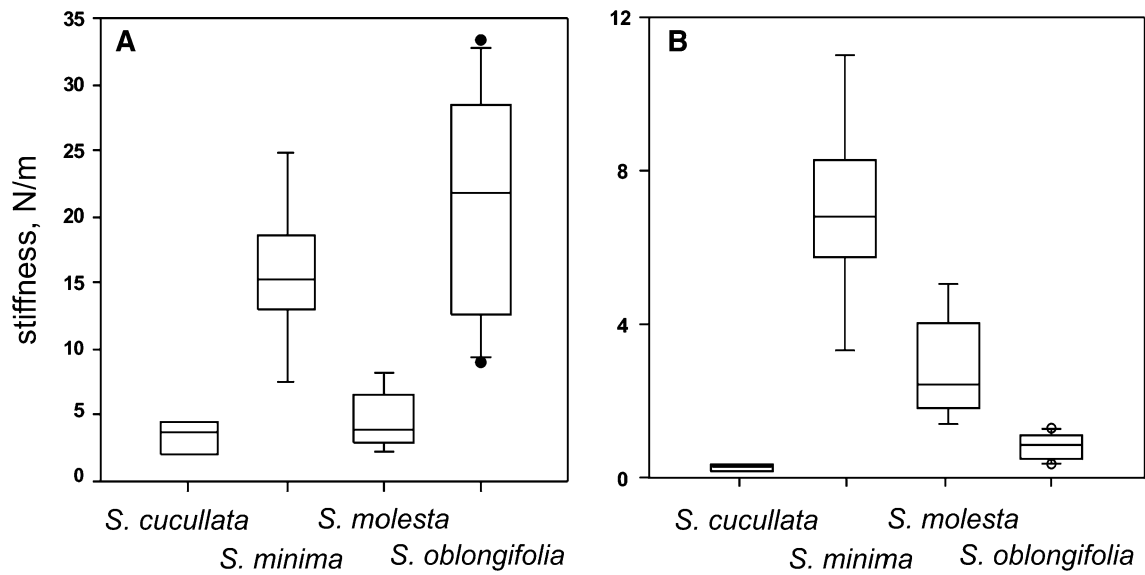 A
35
30
25
20
15
10
5
0
stiffness, N/m
S. cucullata
S. minima
S. molesta
S. oblongifolia
B
12
8
4
0
S. cucullata
S. minima
S. molesta
S. oblongifolia